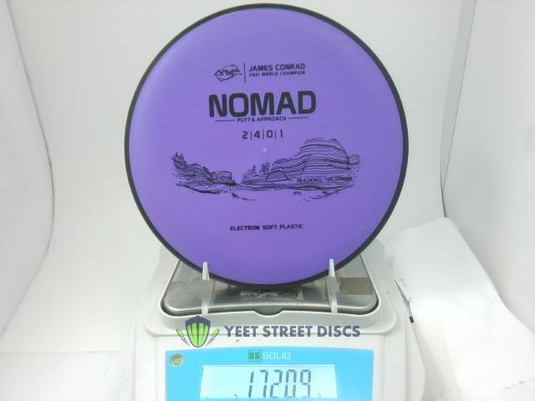 JAMES CONRAD
2021 WORLD CHAMPION
NOMAD
PUTT & APPROACH
2|4|0|1
ELECTRON SOFT PLASTIC
YEET STREET DISCS
US SOLID
172.09